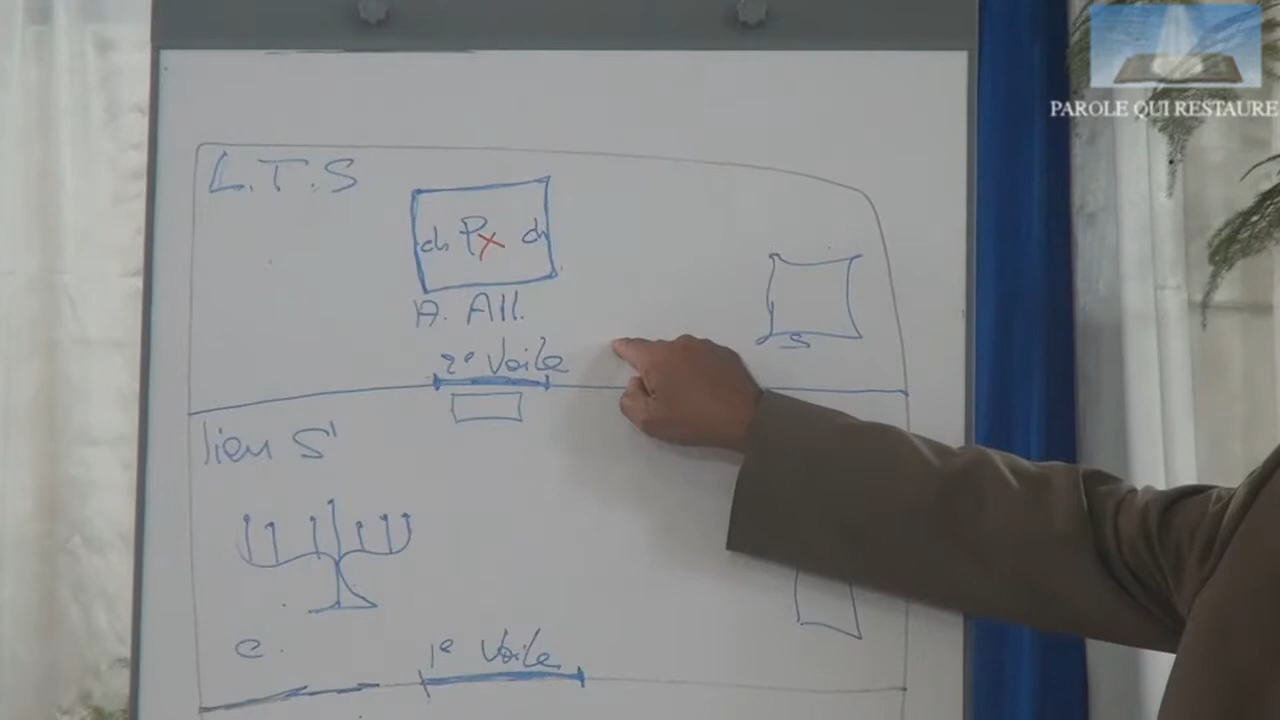 PAROLE QUI RESTAURE
L.T.S
ch Px ch
A. All.
S
2e Voile
lieu S
C.
1e Voile